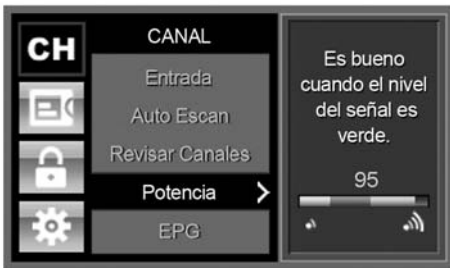 CH
CANAL
Entrada
Auto Escan
Revisar Canales
Potencia
EPG
Es bueno
cuando el nivel
del señal es
verde.
95